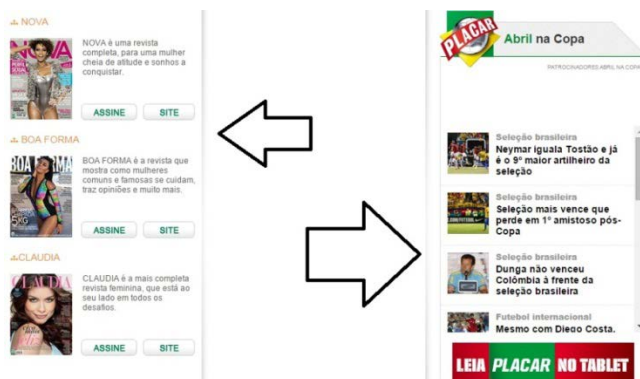 NOVA
NOVA
NOVA é uma revista
completa, para uma mulher
cheia de atitude e sonhos a
conquistar.
ASSINE SITE
BOA FORMA
BOA FORMA
BOA FORMA é a revista que
mostra como mulheres
comuns e famosas se cuidam,
traz opiniões e muito mais.
5KG
ASSINE SITE
CLAUDIA
CLAUDIA
CLAUDIA é a mais completa
revista feminina, que está ao
seu lado em todos os
desafios.
ASSINE SITE
PLACAR
Abril na Copa
PATROCINADORES ABRIL NA COPA
Seleção brasileira
Neymar iguala Tostão e já
é o 9º maior artilheiro da
seleção
Seleção brasileira
Seleção mais vence que
perde em 1º amistoso pós-
Copa
Seleção brasileira
Dunga não venceu
Colômbia à frente da
seleção brasileira
Futebol internacional
Mesmo com Diego Costa,
LEIA PLACAR NO TABLET